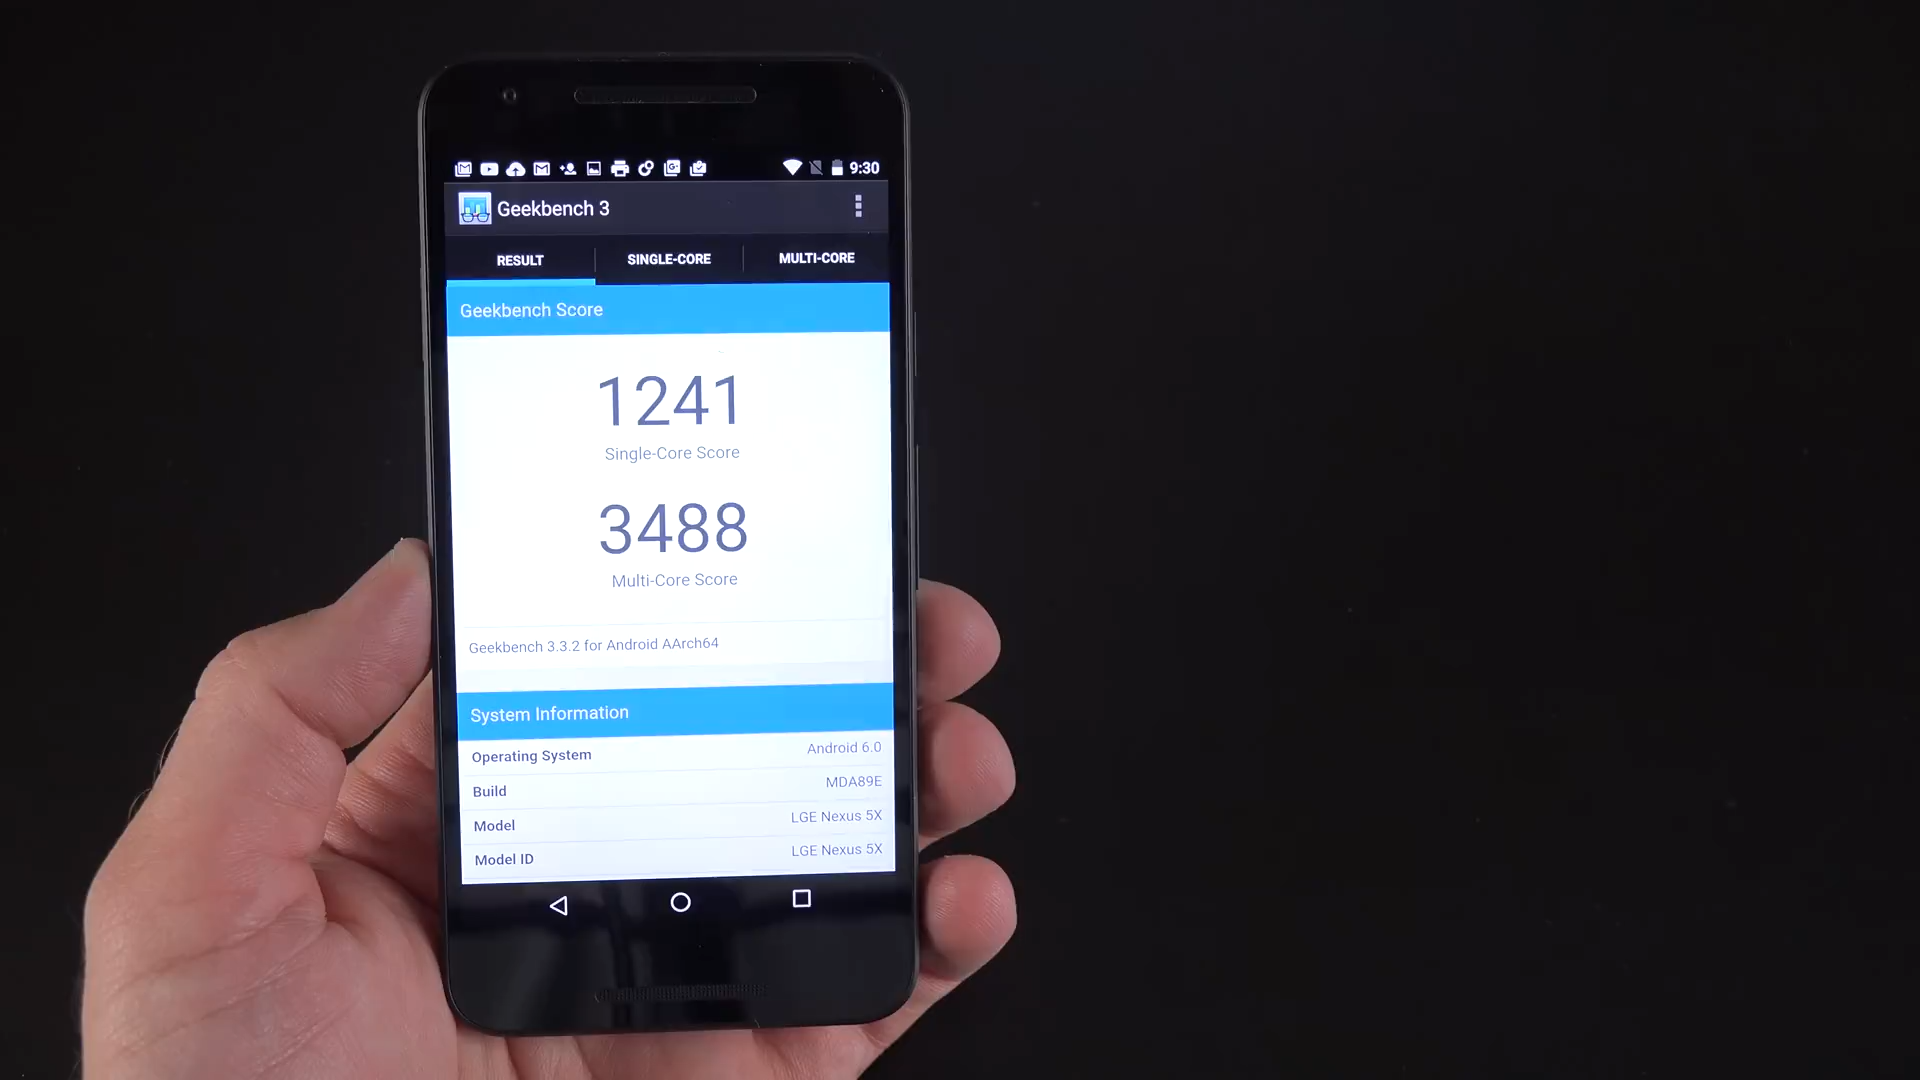 9:30
Geekbench 3
RESULT SINGLE-CORE MULTI-CORE
Geekbench Score
1241
Single-Core Score
3488
Multi-Core Score
Geekbench 3.3.2 for Android AArch64
System Information
Operating System Android 6.0
Build MDA89E
Model LGE Nexus 5X
Model ID LGE Nexus 5X